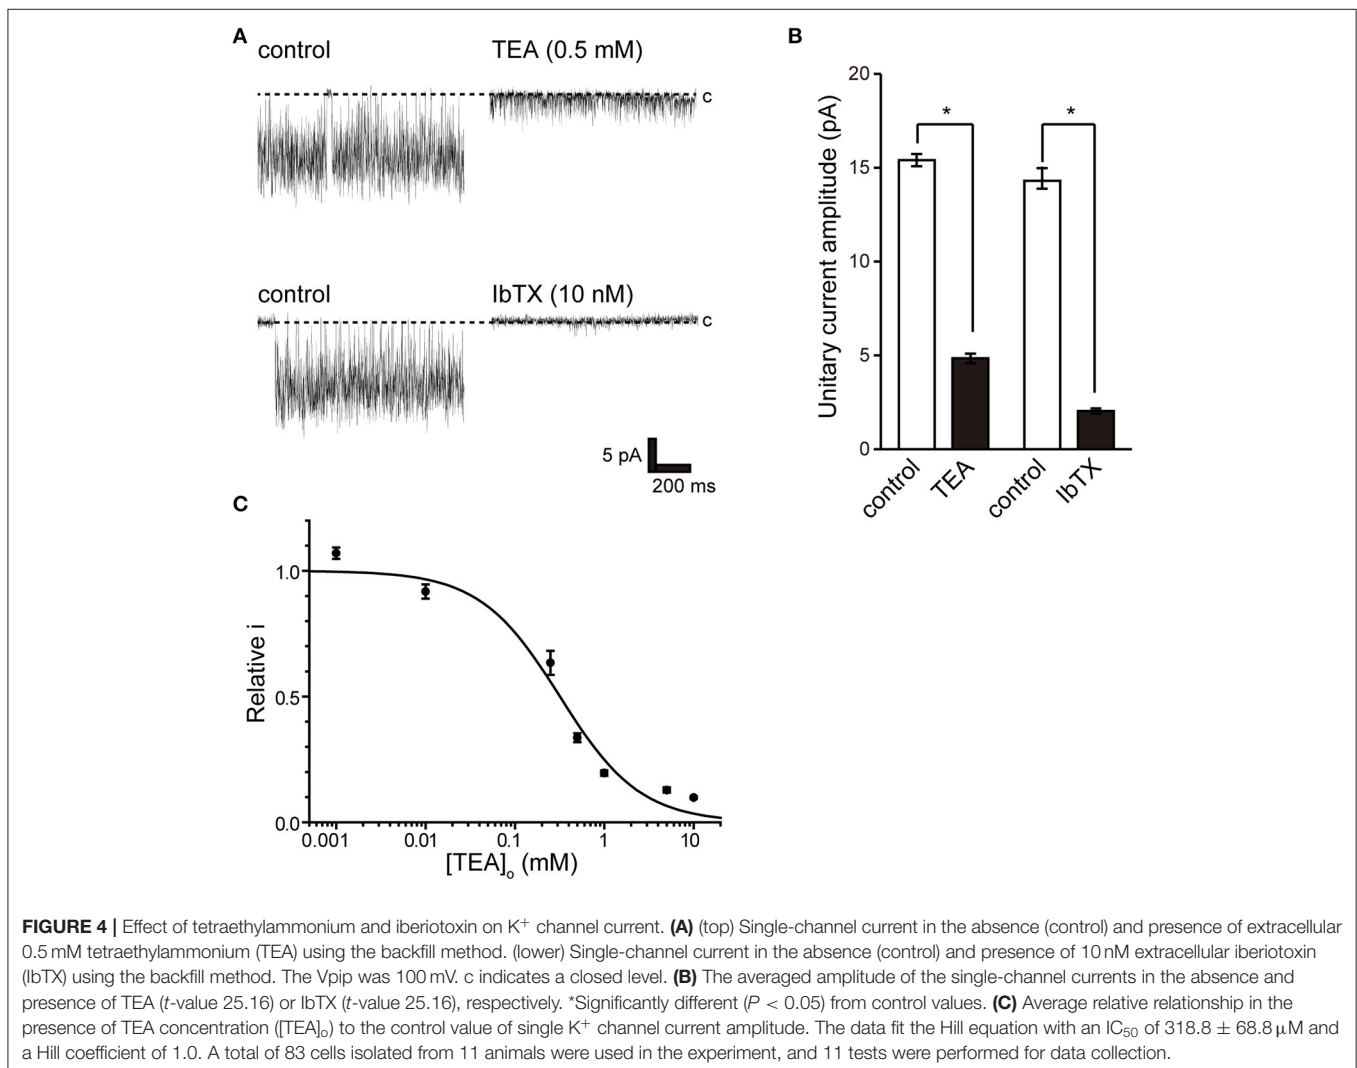 A
control
TEA (0.5 mM)
c
control
IbTX (10 nM)
c
5 pA
200 ms
B
Unitary current amplitude (pA)
20
15
10
5
0
*
*
control
TEA
control
IbTX
C
Relative i
1.0
0.5
0.0
0.001
0.01
0.1
1
10
[TEA]o (mM)
FIGURE 4 | Effect of tetraethylammonium and iberiotoxin on K+ channel current. (A) (top) Single-channel current in the absence (control) and presence of extracellular
0.5 mM tetraethylammonium (TEA) using the backfill method. (lower) Single-channel current in the absence (control) and presence of 10 nM extracellular iberiotoxin
(IbTX) using the backfill method. The Vpip was 100 mV. c indicates a closed level. (B) The averaged amplitude of the single-channel currents in the absence and
presence of TEA (t-value 25.16) or IbTX (t-value 25.16), respectively. *Significantly different (P < 0.05) from control values. (C) Average relative relationship in the
presence of TEA concentration ([TEA]o) to the control value of single K+ channel current amplitude. The data fit the Hill equation with an IC50 of 318.8 ± 68.8 μM and
a Hill coefficient of 1.0. A total of 83 cells isolated from 11 animals were used in the experiment, and 11 tests were performed for data collection.